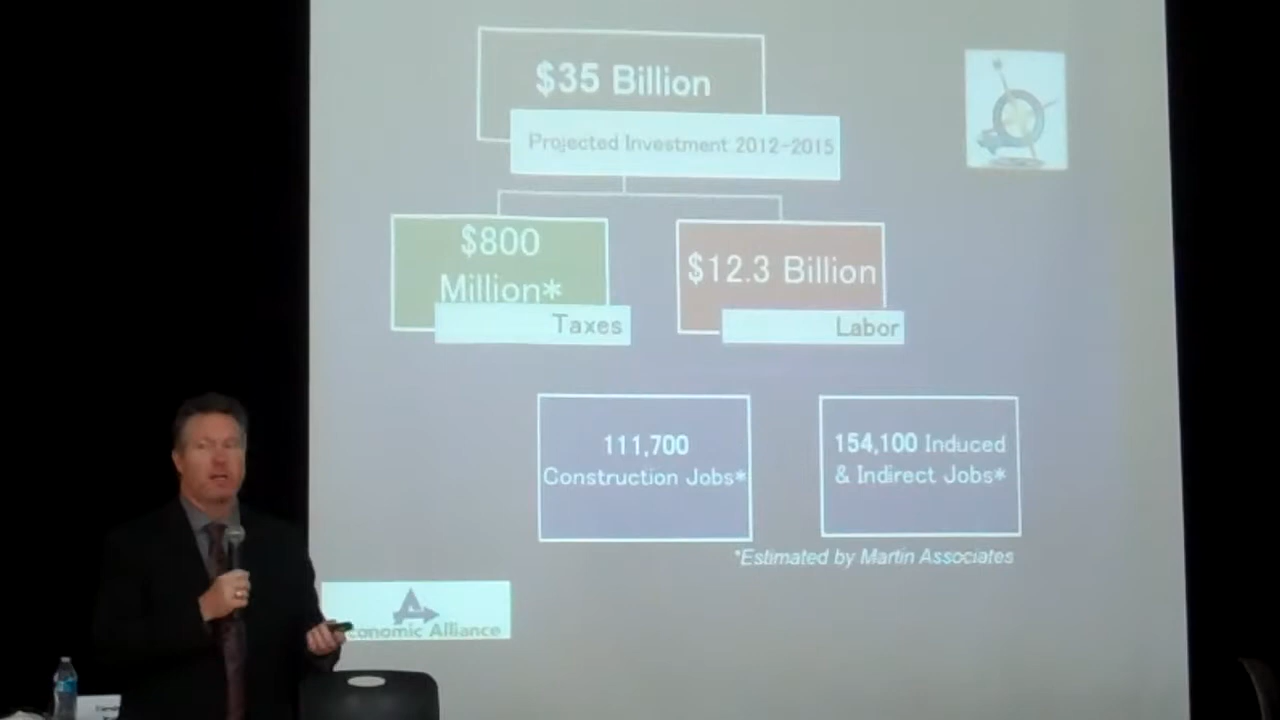 $35 Billion
Projected Investment 2012-2015
$800
Million*
Taxes
$12.3 Billion
Labor
111,700
Construction Jobs*
154,100 Induced
& Indirect Jobs*
*Estimated by Martin Associates
conomic Alliance